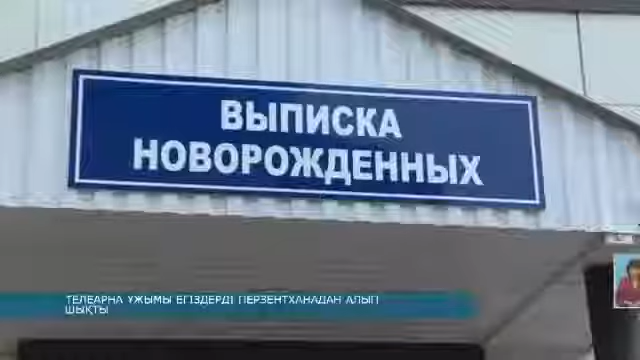 ВЫПИСКА
НОВОРОЖДЕННЫХ
ТЕЛЕАРНА ҰЖЫМЫ ЕГІЗДЕРДІ ПЕРЗЕНТХАНАДАН АЛЫП
ШЫҚТЫ